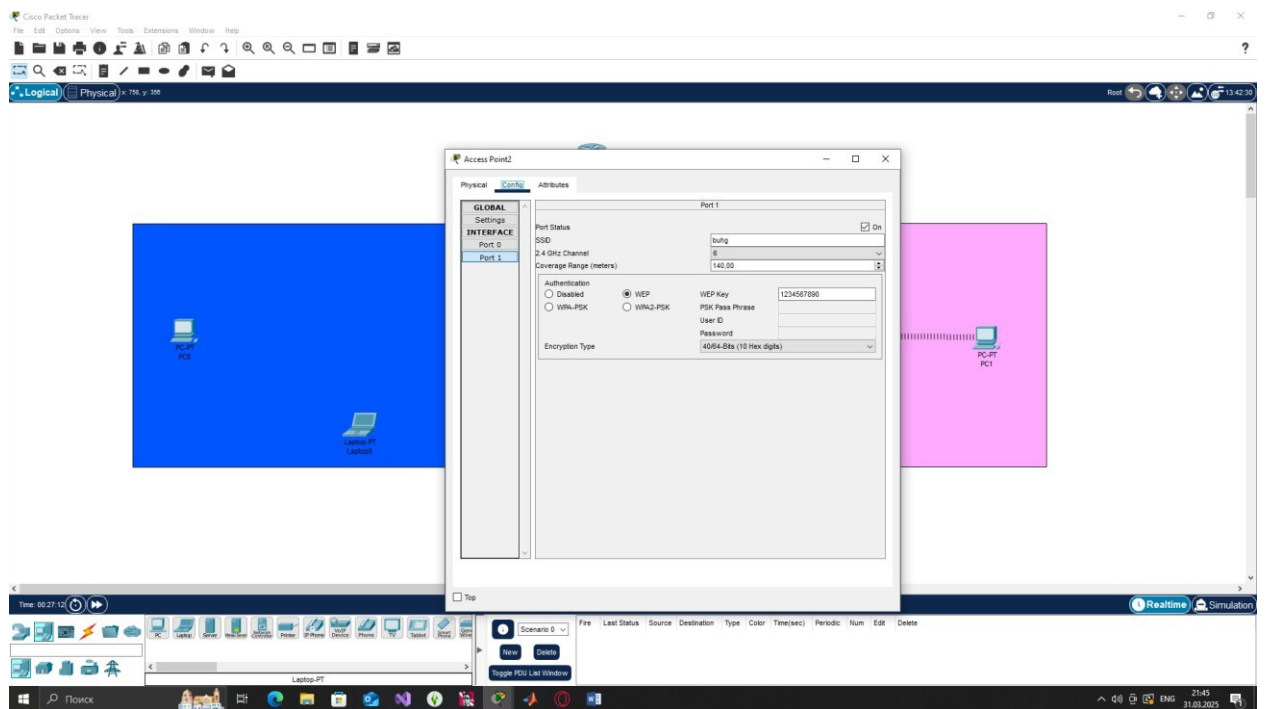 Cisco Packet Tracer
File Edit Options View Tools Extensions Window Help
?
Logical Physical x: 758, y: 388 Root 13:42:30
Access Point2
Physical Config Attributes
GLOBAL
Settings
INTERFACE
Port 0
Port 1
Port 1
Port Status On
SSID buhg
2.4 GHz Channel 6
Coverage Range (meters) 140,00
Authentication
Disabled WEP WEP Key 1234567890
WPA-PSK WPA2-PSK PSK Pass Phrase
User ID
Password
Encryption Type 40/64-Bits (10 Hex digits)
PC-PT
PC0
Laptop-PT
Laptop0
PC-PT
PC1
Top
Time: 00:27:12 Realtime Simulation
PC Laptop Server Printer IP Phone Device Phone TV Tablet Smart
Scenario 0
New Delete
Toggle PDU List Window
Fire Last Status Source Destination Type Color Time(sec) Periodic Num Edit Delete
Laptop-PT
Поиск ENG 21:45
31.03.2025